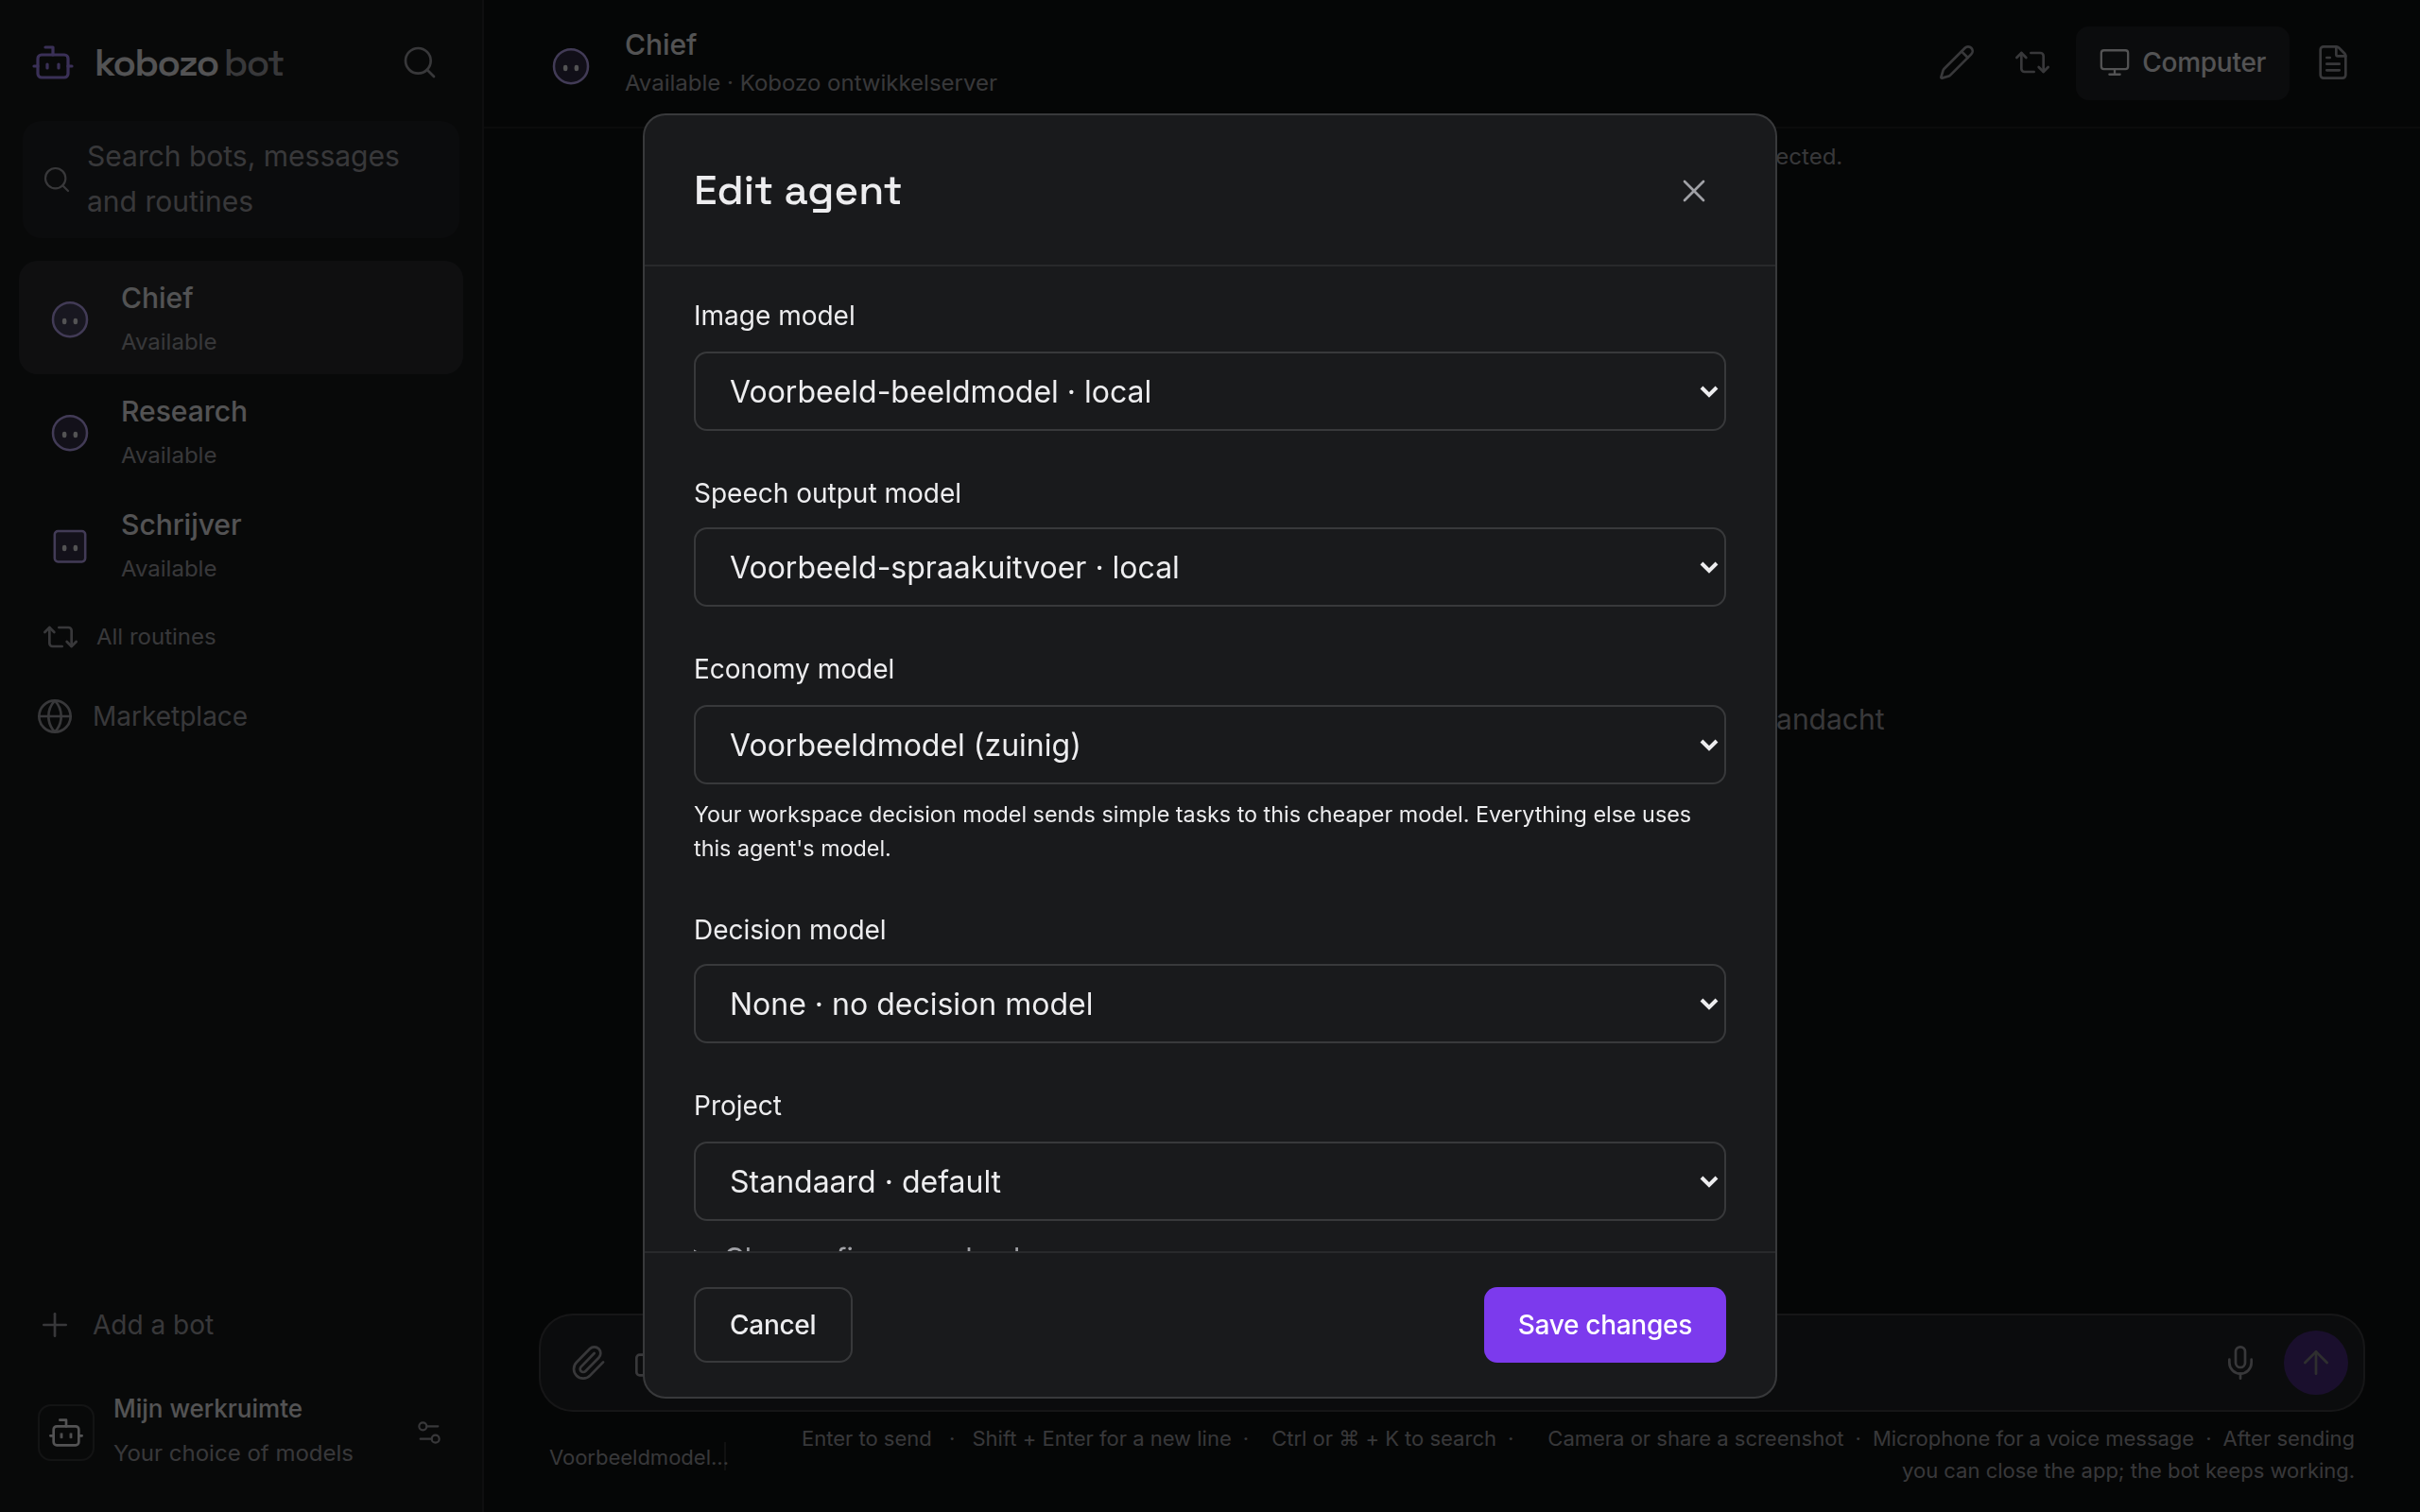 kobozo bot
Search bots, messages
and routines
Chief
Available
Research
Available
Schrijver
Available
All routines
Marketplace
Add a bot
Mijn werkruimte
Your choice of models
Chief
Available · Kobozo ontwikkelserver
Computer
ected.
andacht
Edit agent
Image model
Voorbeeld-beeldmodel · local
Speech output model
Voorbeeld-spraakuitvoer · local
Economy model
Voorbeeldmodel (zuinig)
Your workspace decision model sends simple tasks to this cheaper model. Everything else uses
this agent's model.
Decision model
None · no decision model
Project
Standaard · default
Cancel
Save changes
Voorbeeldmodel...
Enter to send · Shift + Enter for a new line · Ctrl or ⌘ + K to search · Camera or share a screenshot · Microphone for a voice message · After sending
you can close the app; the bot keeps working.